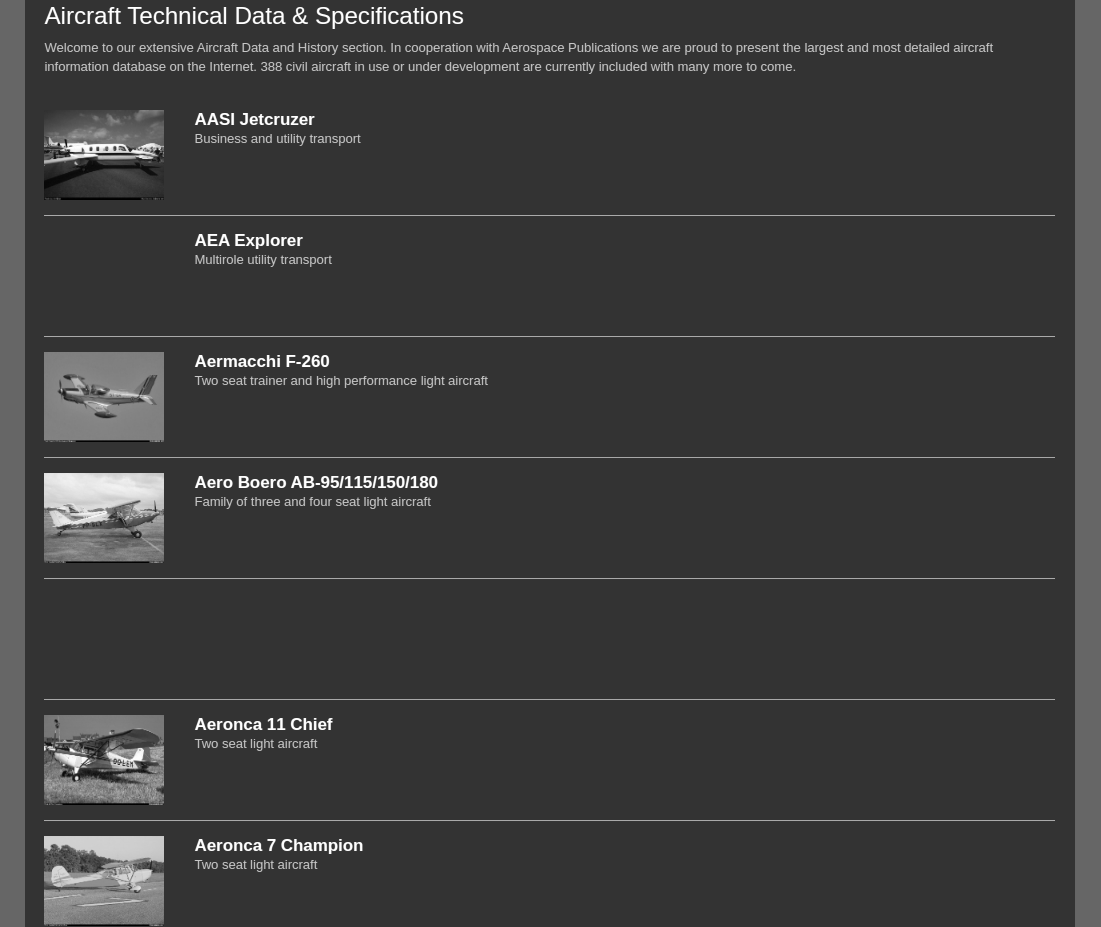 Aircraft Technical Data & Specifications
Welcome to our extensive Aircraft Data and History section. In cooperation with Aerospace Publications we are proud to present the largest and most detailed aircraft
information database on the Internet. 388 civil aircraft in use or under development are currently included with many more to come.
AASI Jetcruzer
Business and utility transport
AEA Explorer
Multirole utility transport
Aermacchi F-260
Two seat trainer and high performance light aircraft
Aero Boero AB-95/115/150/180
Family of three and four seat light aircraft
Aeronca 11 Chief
Two seat light aircraft
Aeronca 7 Champion
Two seat light aircraft